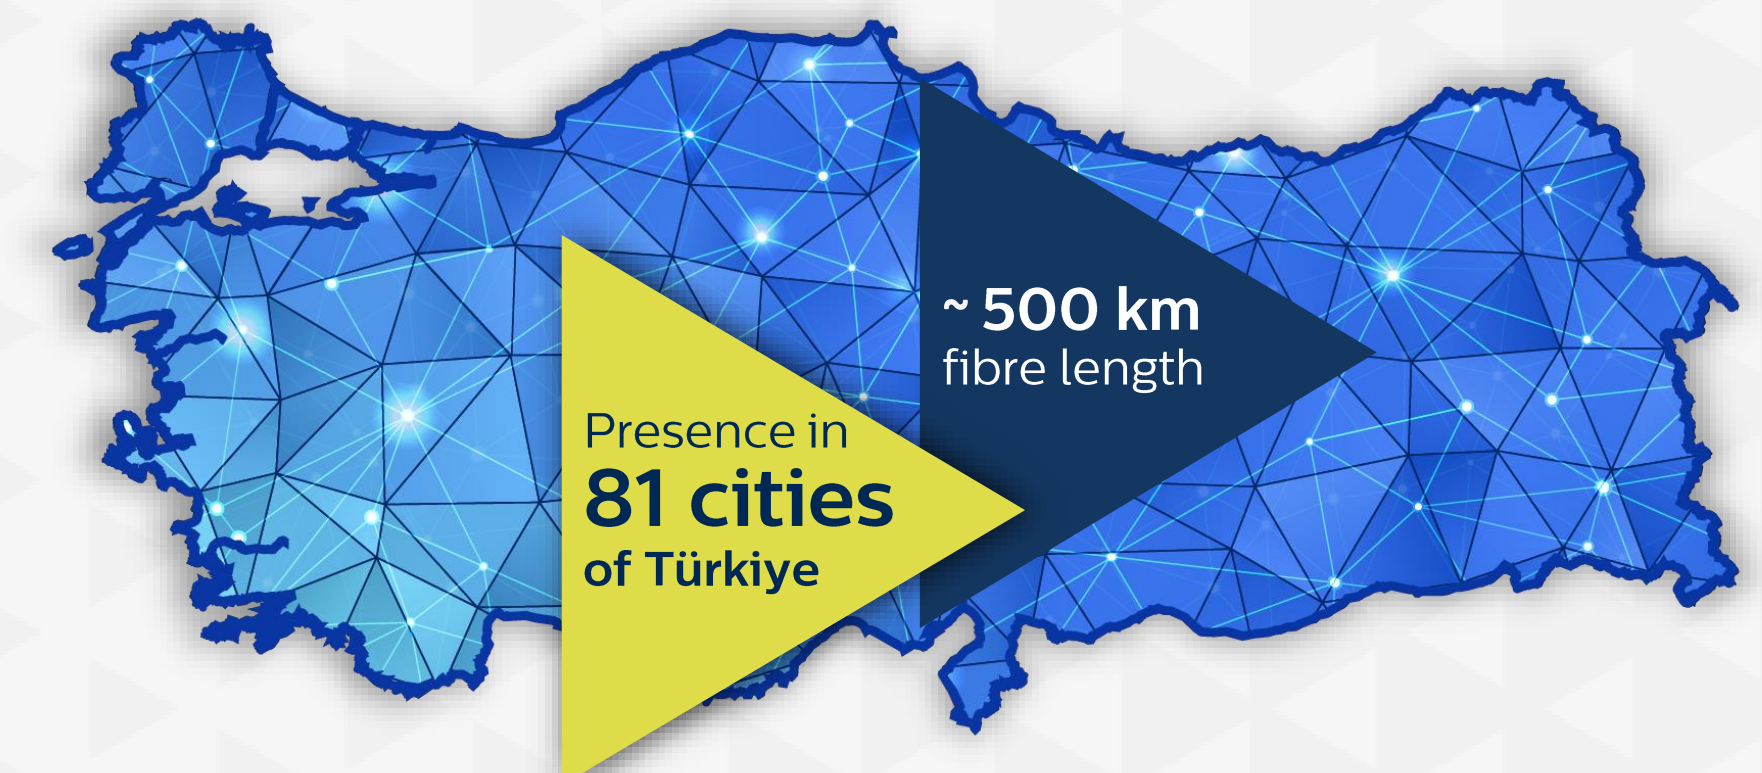 Presence in
81 cities
of Türkiye
~ 500 km
fibre length